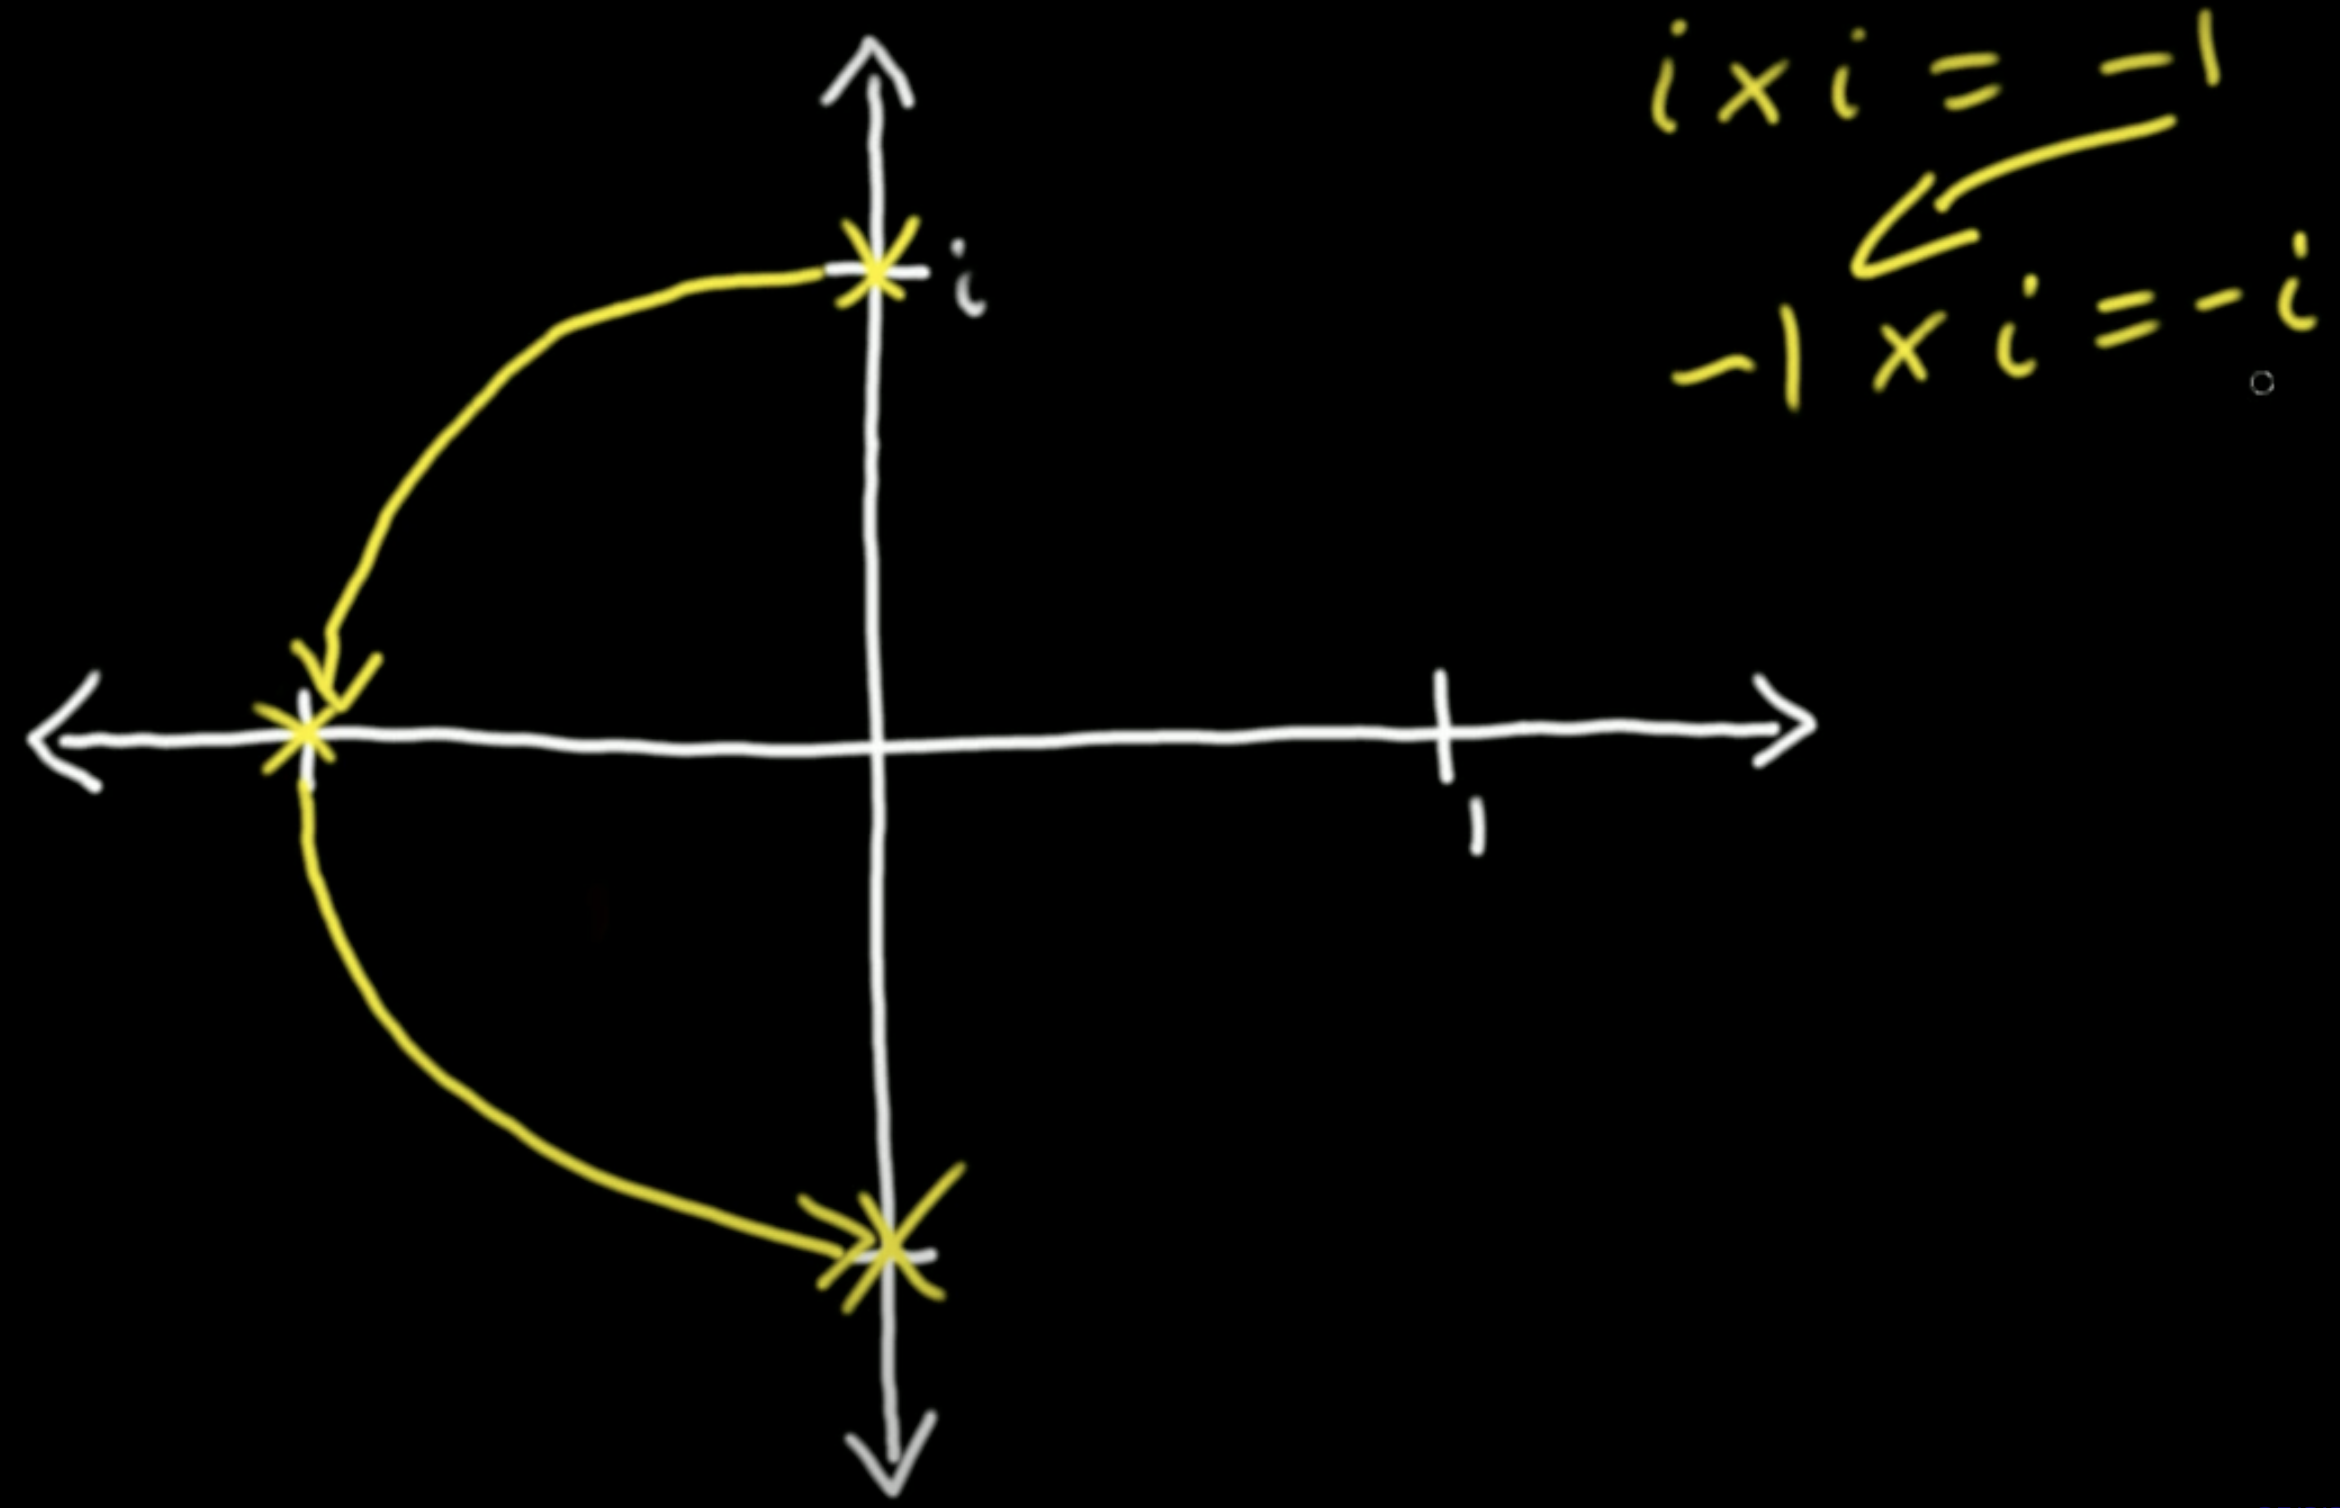 i × i = -1
-1 × i = -i
i
1